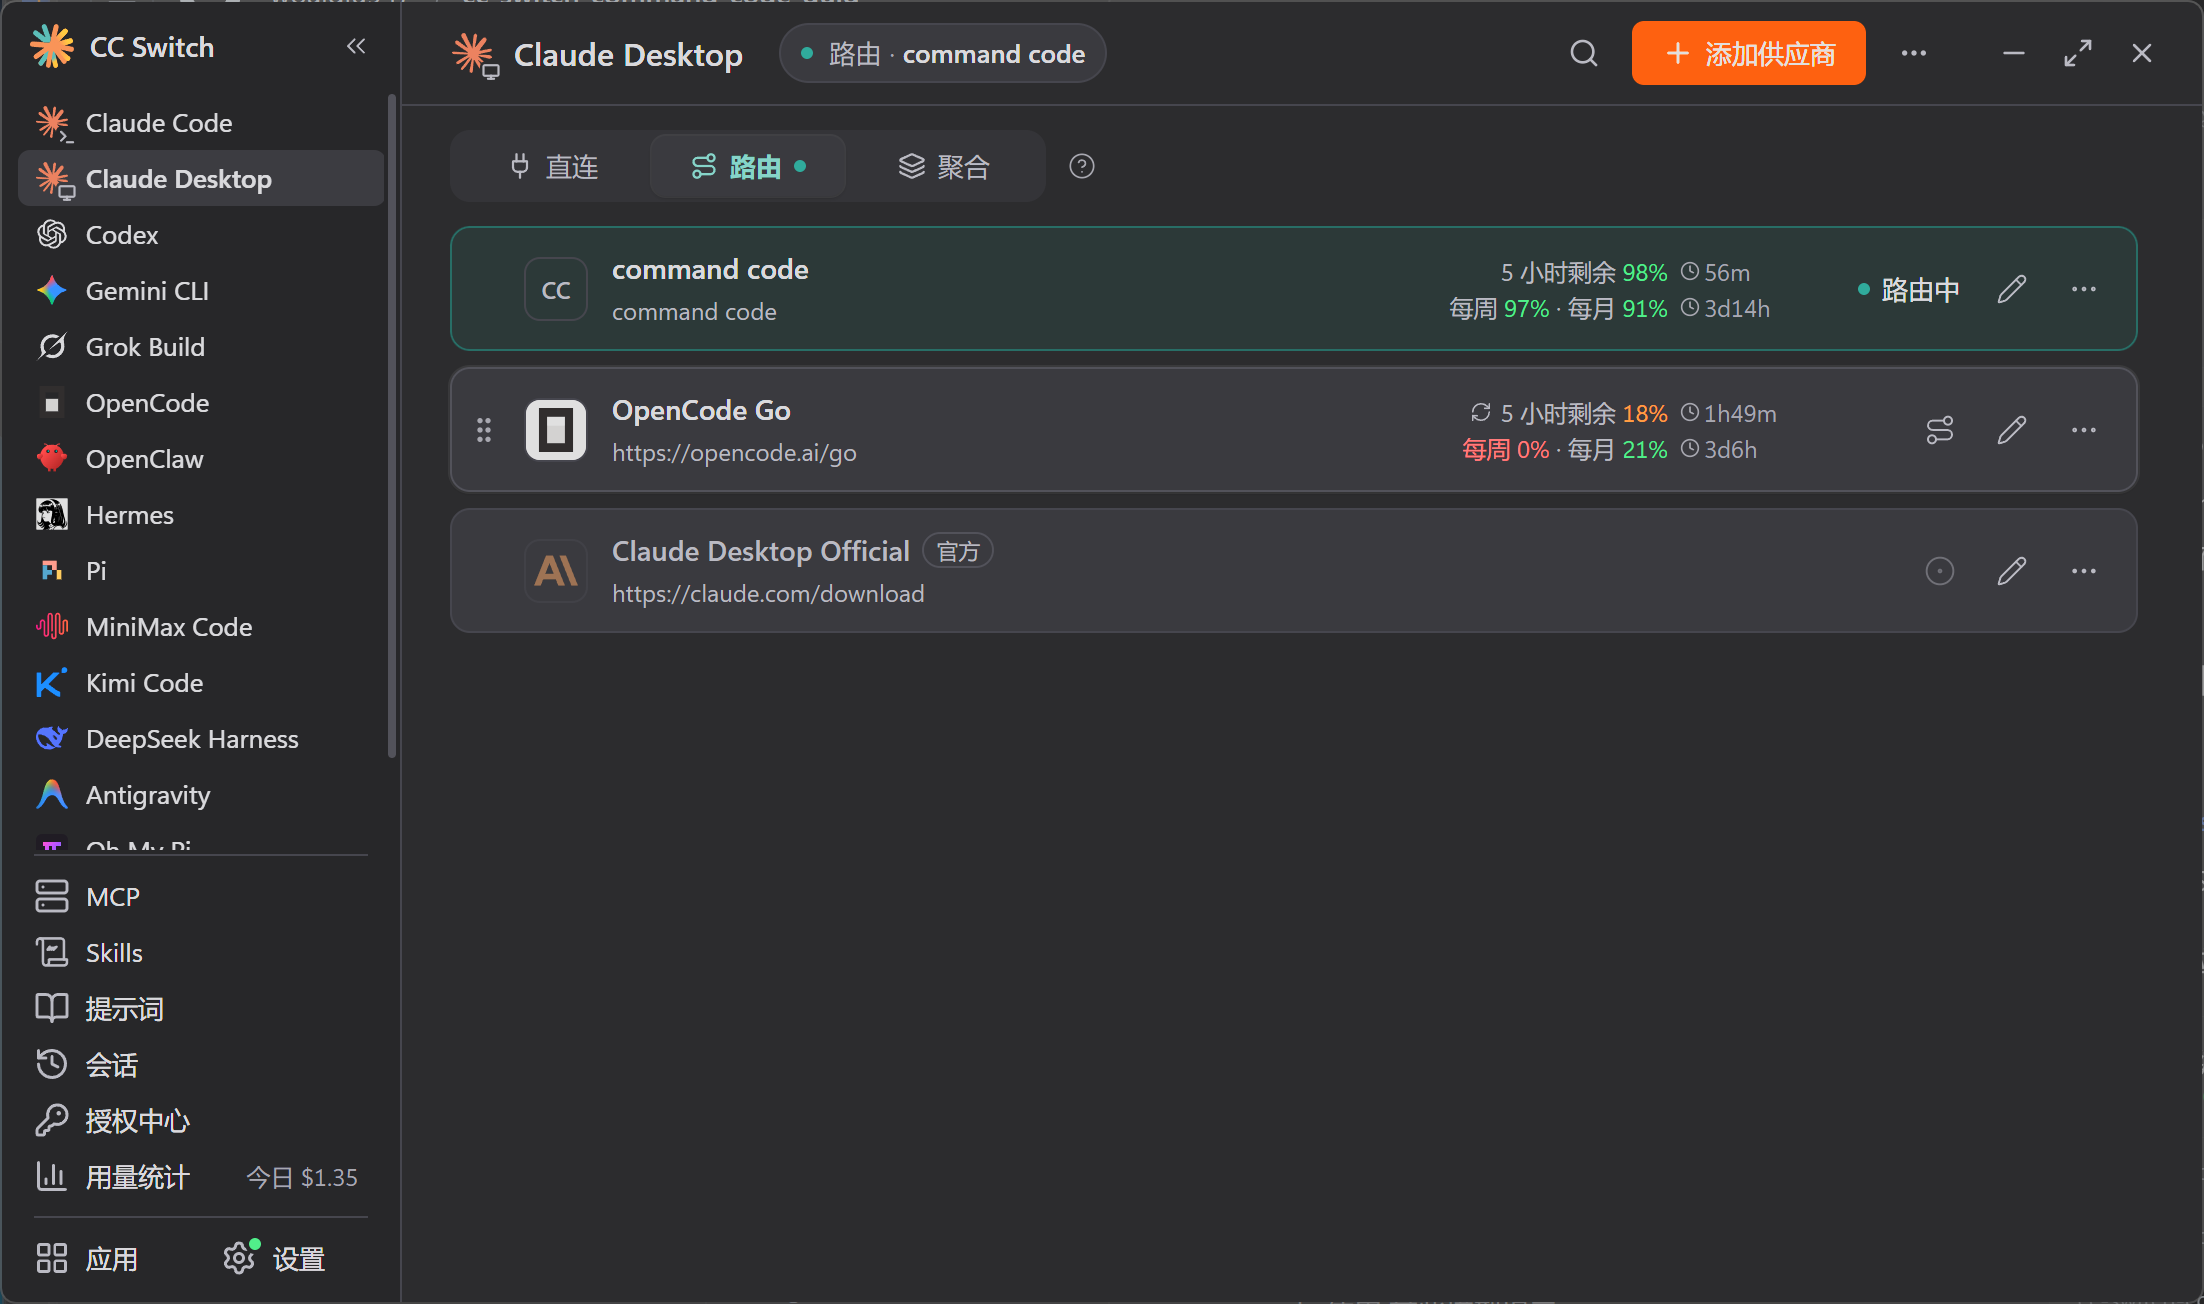 CC Switch
Claude Code
Claude Desktop
Codex
Gemini CLI
Grok Build
OpenCode
OpenClaw
Hermes
Pi
MiniMax Code
Kimi Code
DeepSeek Harness
Antigravity
Oh My Pi
MCP
Skills
提示词
会话
授权中心
用量统计 今日 $1.35
应用 设置
Claude Desktop 路由 · command code
添加供应商
直连 路由 聚合
CC
command code
command code
5 小时剩余 98% 56m
每周 97% · 每月 91% 3d14h
路由中
OpenCode Go
https://opencode.ai/go
5 小时剩余 18% 1h49m
每周 0% · 每月 21% 3d6h
Claude Desktop Official 官方
https://claude.com/download